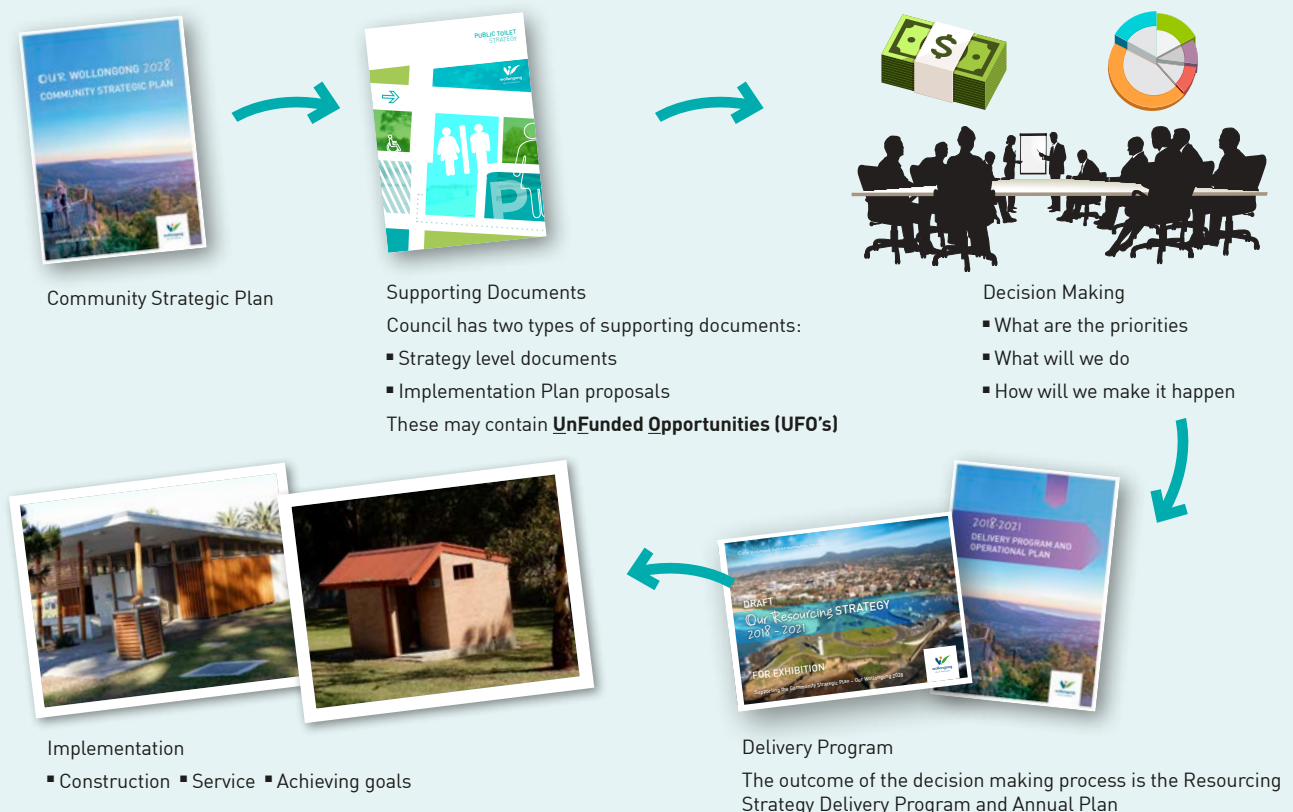 OUR WOLLONGONG 2028
COMMUNITY STRATEGIC PLAN
wollongong
Community Strategic Plan
PUBLIC TOILET
STRATEGY
wollongong
P
Supporting Documents
Council has two types of supporting documents:
▪ Strategy level documents
▪ Implementation Plan proposals
These may contain UnFunded Opportunities (UFO's)
$
Decision Making
▪ What are the priorities
▪ What will we do
▪ How will we make it happen
Implementation
▪ Construction ▪ Service ▪ Achieving goals
DRAFT
Our Resourcing STRATEGY
2018 - 2021
FOR EXHIBITION
Supporting the Community Strategic Plan – Our Wollongong 2028
wollongong
2018-2021
DELIVERY PROGRAM AND
OPERATIONAL PLAN
wollongong
Delivery Program
The outcome of the decision making process is the Resourcing
Strategy Delivery Program and Annual Plan